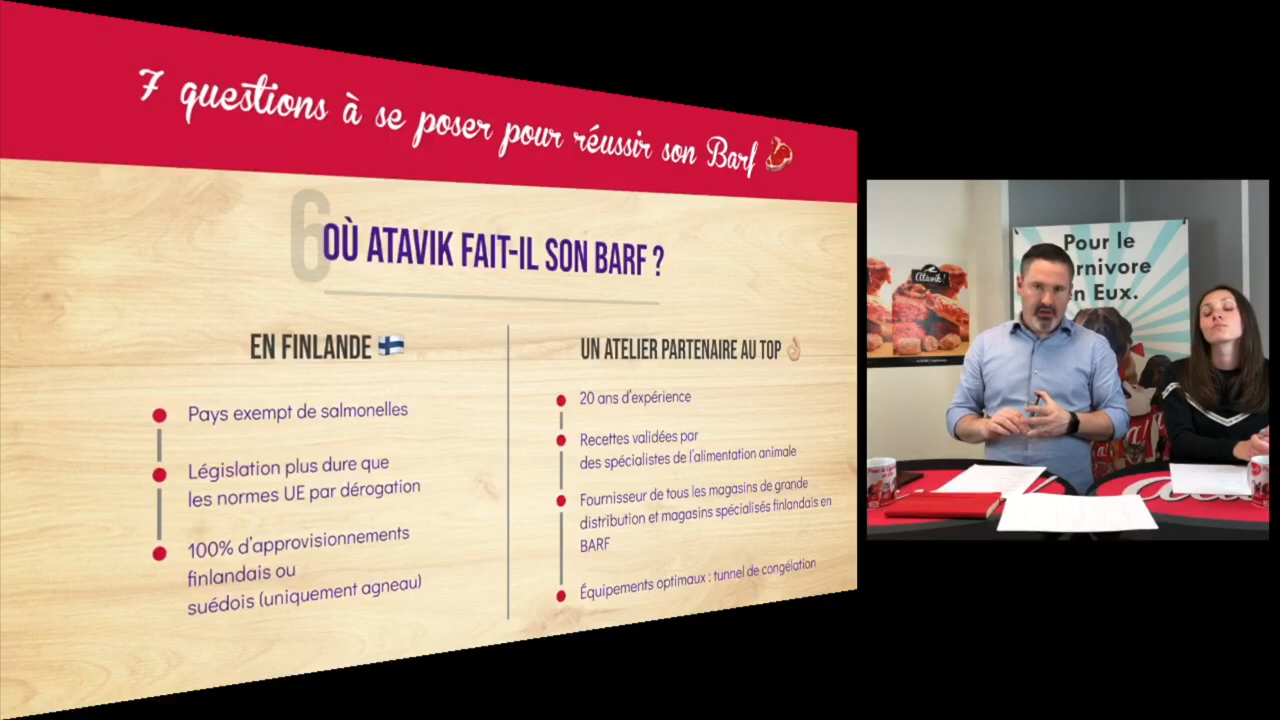 7 questions à se poser pour réussir son Barf
6
OÙ ATAVIK FAIT-IL SON BARF ?
EN FINLANDE
Pays exempt de salmonelles
Législation plus dure que
les normes UE par dérogation
100% d'approvisionnements
finlandais ou
suédois (uniquement agneau)
UN ATELIER PARTENAIRE AU TOP
20 ans d'expérience
Recettes validées par
des spécialistes de l'alimentation animale
Fournisseur de tous les magasins de grande
distribution et magasins spécialisés finlandais en
BARF
Équipements optimaux : tunnel de congélation
Atavik!
Pour le
rnivore
n Eux.